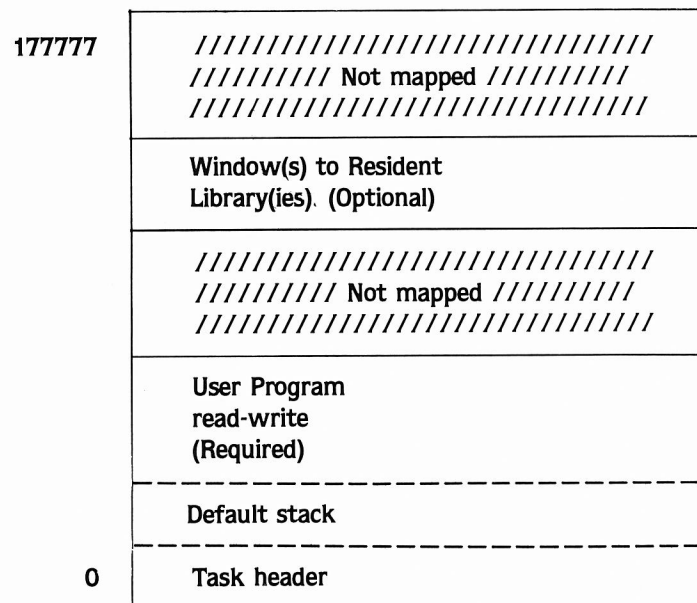 177777 ////////////////////////////////
////////// Not mapped //////////
////////////////////////////////
Window(s) to Resident
Library(ies). (Optional)
////////////////////////////////
////////// Not mapped //////////
////////////////////////////////
User Program
read-write
(Required)
Default stack
0 Task header